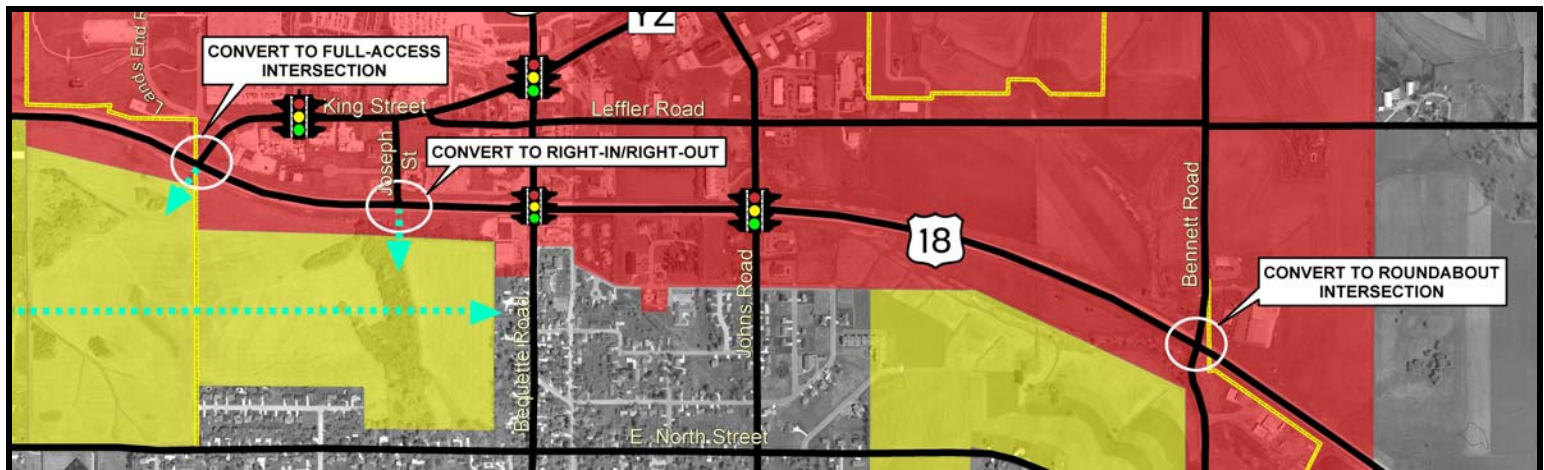 YZ
Lands End R
CONVERT TO FULL-ACCESS
INTERSECTION
King Street
Leffler Road
Joseph
St
CONVERT TO RIGHT-IN/RIGHT-OUT
18
Bennett Road
CONVERT TO ROUNDABOUT
INTERSECTION
Bequette Road
Johns Road
E. North Street